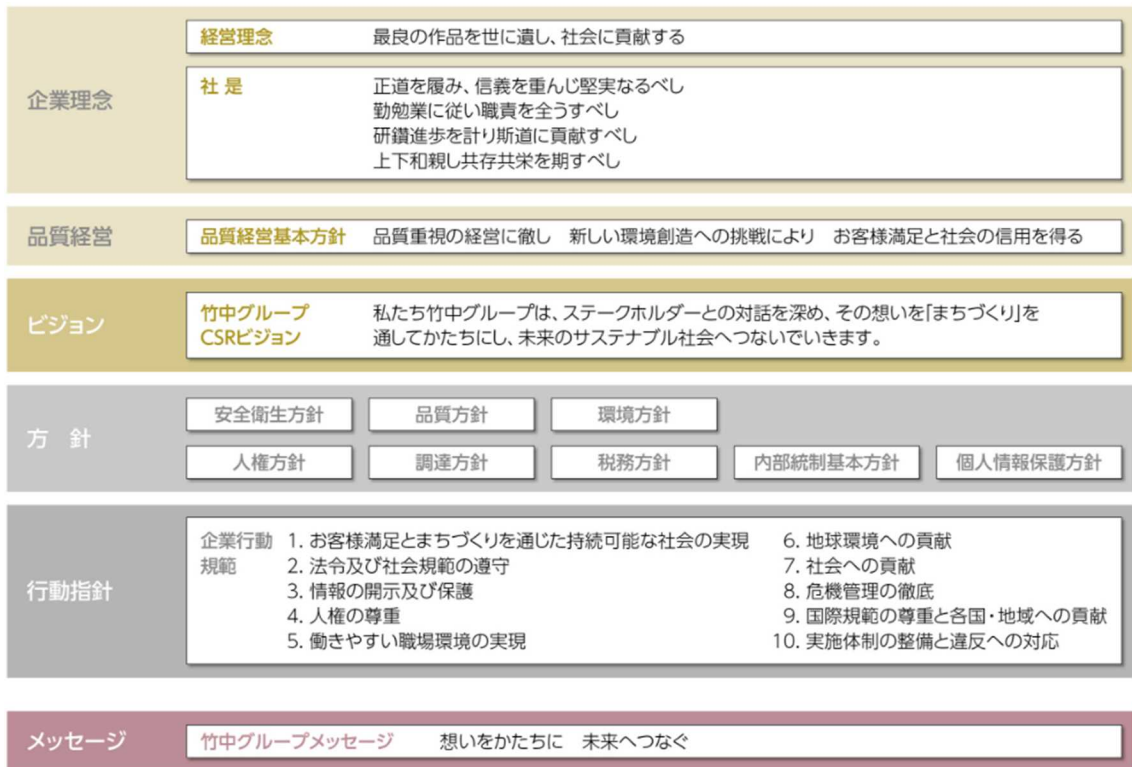 企業理念
経営理念 最良の作品を世に遺し、社会に貢献する
社 是 正道を履み、信義を重んじ堅実なるべし
勤勉業に従い職責を全うすべし
研鑽進歩を計り斯道に貢献すべし
上下和親し共存共栄を期すべし
品質経営
品質経営基本方針 品質重視の経営に徹し 新しい環境創造への挑戦により お客様満足と社会の信用を得る
ビジョン
竹中グループ
CSRビジョン
私たち竹中グループは、ステークホルダーとの対話を深め、その想いを「まちづくり」を
通してかたちにし、未来のサステナブル社会へつないでいきます。
方 針
安全衛生方針 品質方針 環境方針
人権方針 調達方針 税務方針 内部統制基本方針 個人情報保護方針
行動指針
企業行動
規範
1. お客様満足とまちづくりを通じた持続可能な社会の実現
2. 法令及び社会規範の遵守
3. 情報の開示及び保護
4. 人権の尊重
5. 働きやすい職場環境の実現
6. 地球環境への貢献
7. 社会への貢献
8. 危機管理の徹底
9. 国際規範の尊重と各国・地域への貢献
10. 実施体制の整備と違反への対応
メッセージ
竹中グループメッセージ 想いをかたちに 未来へつなぐ